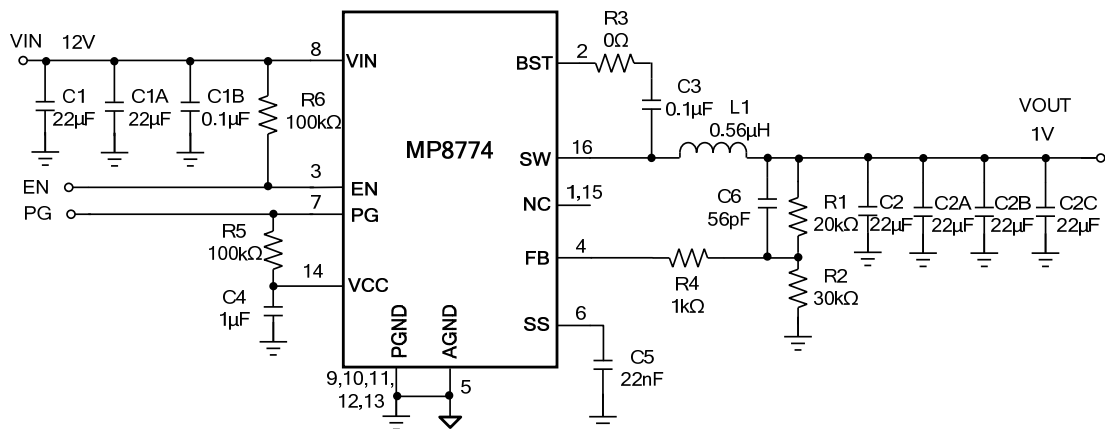 VIN 12V
8
VIN
C1
22µF
C1A
22µF
C1B
0.1µF
R6
100kΩ
EN
3
EN
PG
7
PG
R5
100kΩ
14
VCC
C4
1µF
MP8774
PGND
AGND
9,10,11,
12,13
5
BST
2
R3
0Ω
C3
0.1µF
L1
0.56µH
SW
16
NC
1,15
FB
4
R4
1kΩ
C6
56pF
R1
20kΩ
R2
30kΩ
SS
6
C5
22nF
C2
22µF
C2A
22µF
C2B
22µF
C2C
22µF
VOUT
1V